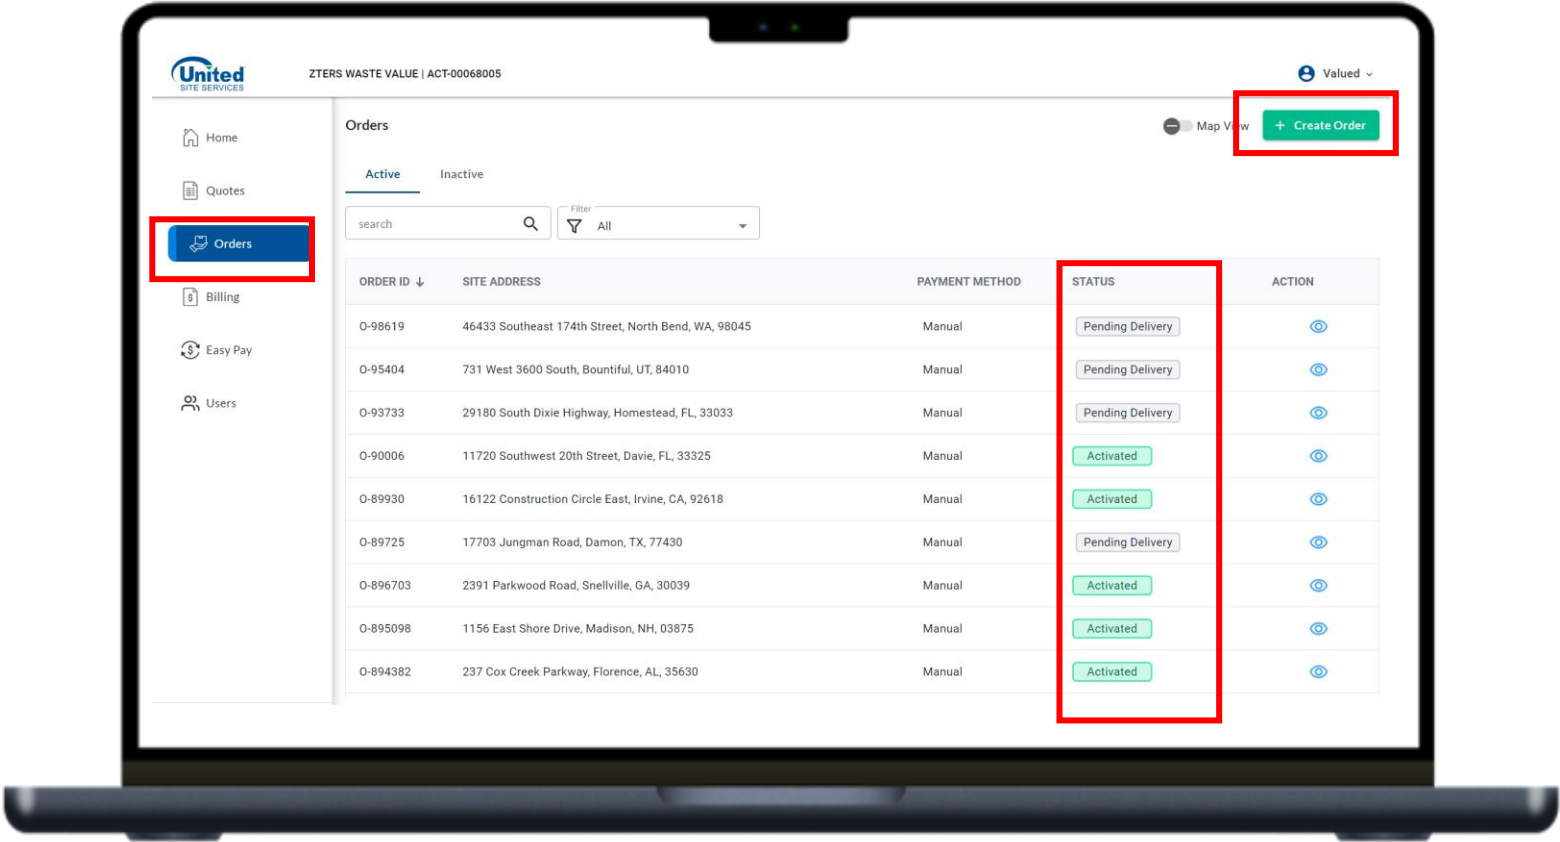 United
SITE SERVICES
ZTERS WASTE VALUE | ACT-00068005
Valued
Home
Quotes
Orders
Billing
Easy Pay
Users
Orders
Map View
+ Create Order
Active
Inactive
search
Filter
All
ORDER ID ↓ SITE ADDRESS PAYMENT METHOD STATUS ACTION
O-98619 46433 Southeast 174th Street, North Bend, WA, 98045 Manual Pending Delivery
O-95404 731 West 3600 South, Bountiful, UT, 84010 Manual Pending Delivery
O-93733 29180 South Dixie Highway, Homestead, FL, 33033 Manual Pending Delivery
O-90006 11720 Southwest 20th Street, Davie, FL, 33325 Manual Activated
O-89930 16122 Construction Circle East, Irvine, CA, 92618 Manual Activated
O-89725 17703 Jungman Road, Damon, TX, 77430 Manual Pending Delivery
O-896703 2391 Parkwood Road, Snellville, GA, 30039 Manual Activated
O-895098 1156 East Shore Drive, Madison, NH, 03875 Manual Activated
O-894382 237 Cox Creek Parkway, Florence, AL, 35630 Manual Activated